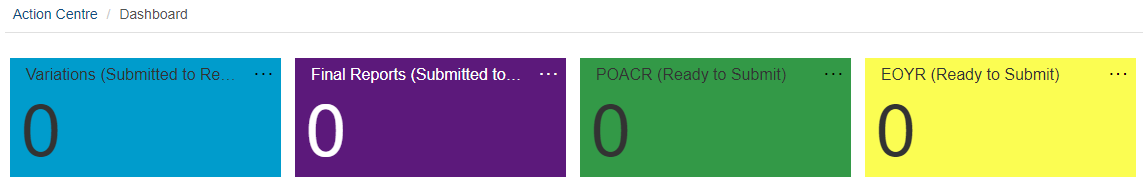 Action Centre / Dashboard
Variations (Submitted to Re... ... Final Reports (Submitted to... ... POACR (Ready to Submit) ... EOYR (Ready to Submit) ...
0 0 0 0